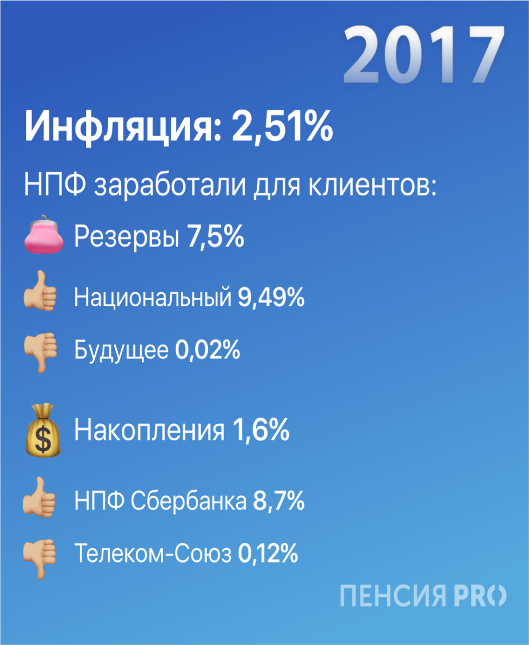 2017
Инфляция: 2,51%
НПФ заработали для клиентов:
Резервы 7,5%
Национальный 9,49%
Будущее 0,02%
$
Накопления 1,6%
НПФ Сбербанка 8,7%
Телеком-Союз 0,12%
ПЕНСИЯ PRO